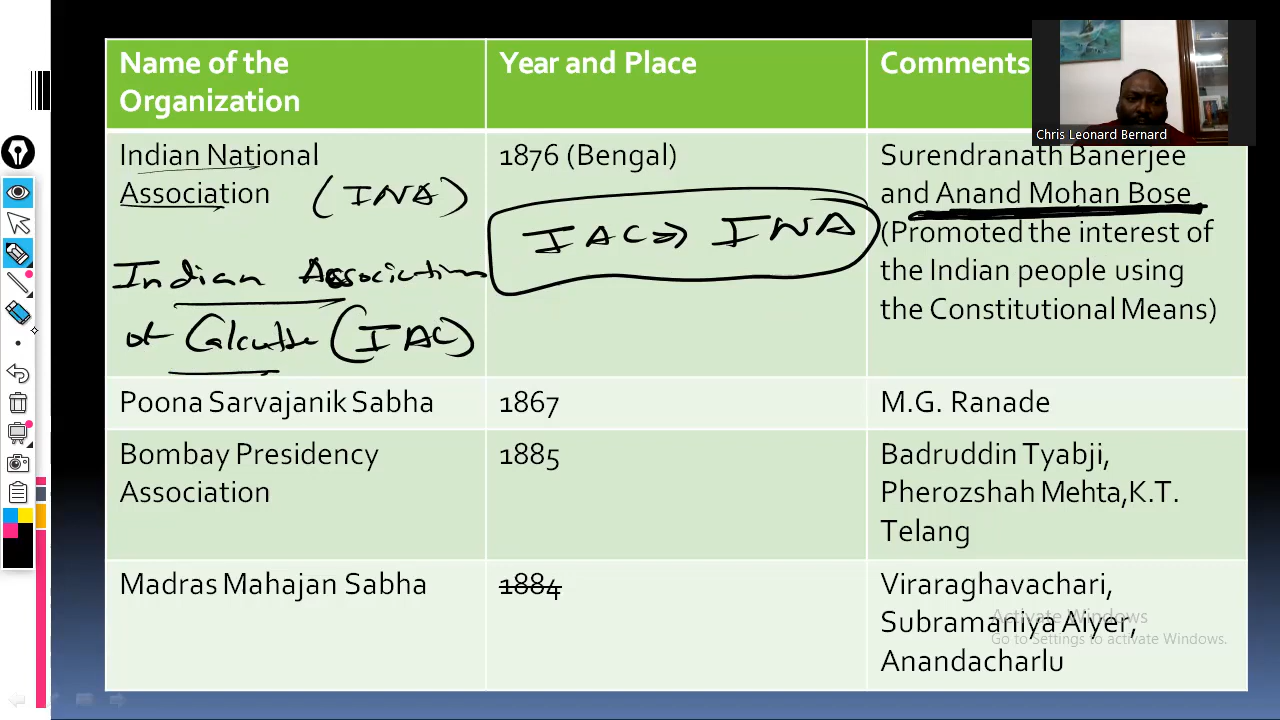 Name of the
Organization
Year and Place
Comments
Chris Leonard Bernard
Indian National
Association (INA)
Indian Association
of Calcutta (IAC)
1876 (Bengal)
IAC => INA
Surendranath Banerjee
and Anand Mohan Bose
(Promoted the interest of
the Indian people using
the Constitutional Means)
Poona Sarvajanik Sabha
1867
M.G. Ranade
Bombay Presidency
Association
1885
Badruddin Tyabji,
Pherozshah Mehta,K.T.
Telang
Madras Mahajan Sabha
1884
Viraraghavachari,
Subramaniya Aiyer,
Anandacharlu
Activate Windows
Go to Settings to activate Windows.